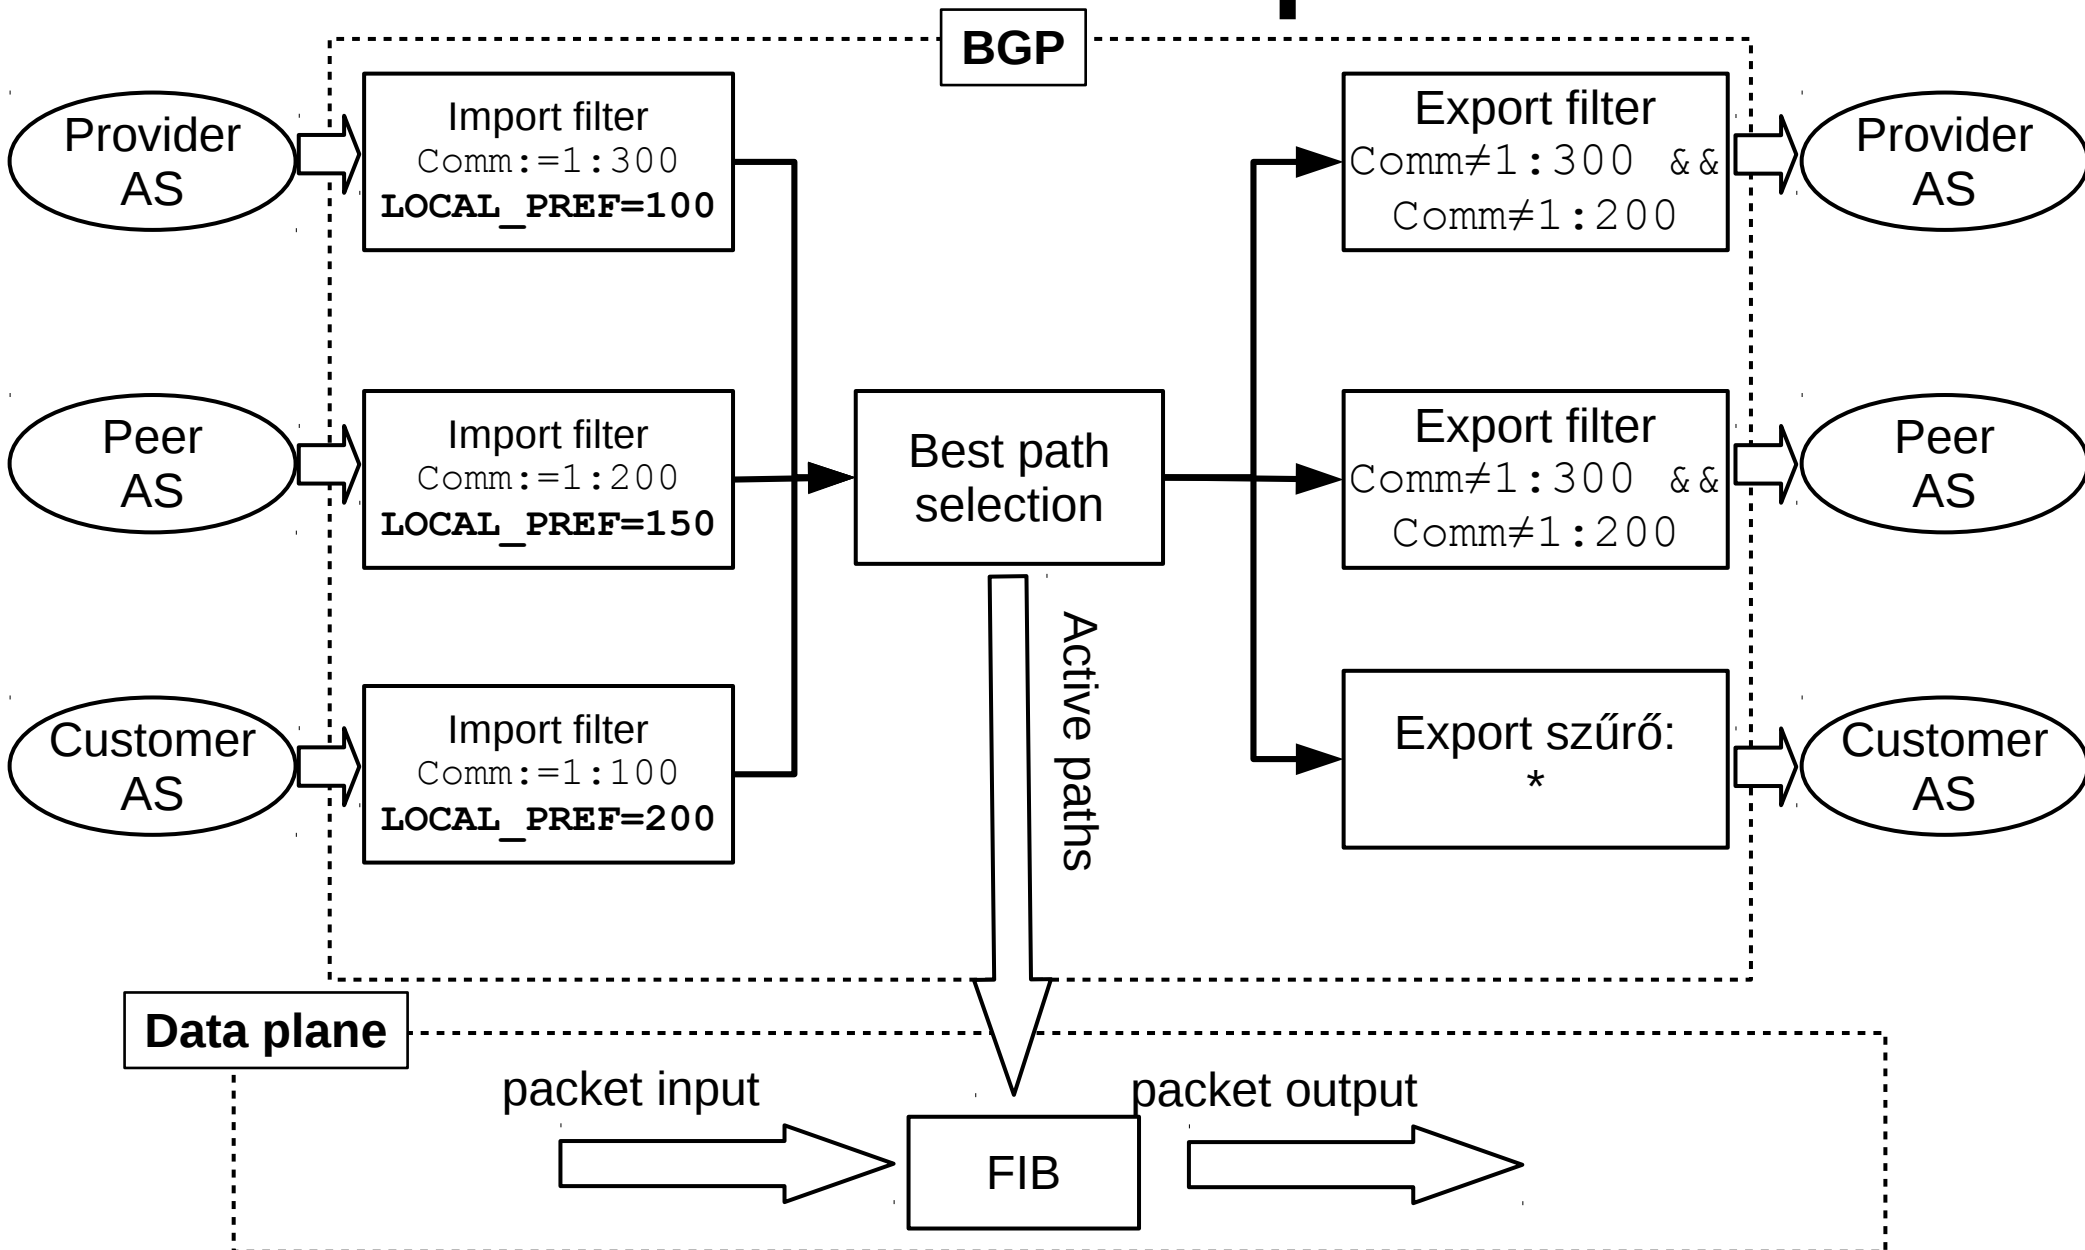 BGP
Provider
AS
Import filter
Comm:=1:300
LOCAL_PREF=100
Export filter
Comm≠1:300 &&
Comm≠1:200
Provider
AS
Peer
AS
Import filter
Comm:=1:200
LOCAL_PREF=150
Best path
selection
Export filter
Comm≠1:300 &&
Comm≠1:200
Peer
AS
Customer
AS
Import filter
Comm:=1:100
LOCAL_PREF=200
Active paths
Export szűrő:
*
Customer
AS
Data plane
packet input
FIB
packet output